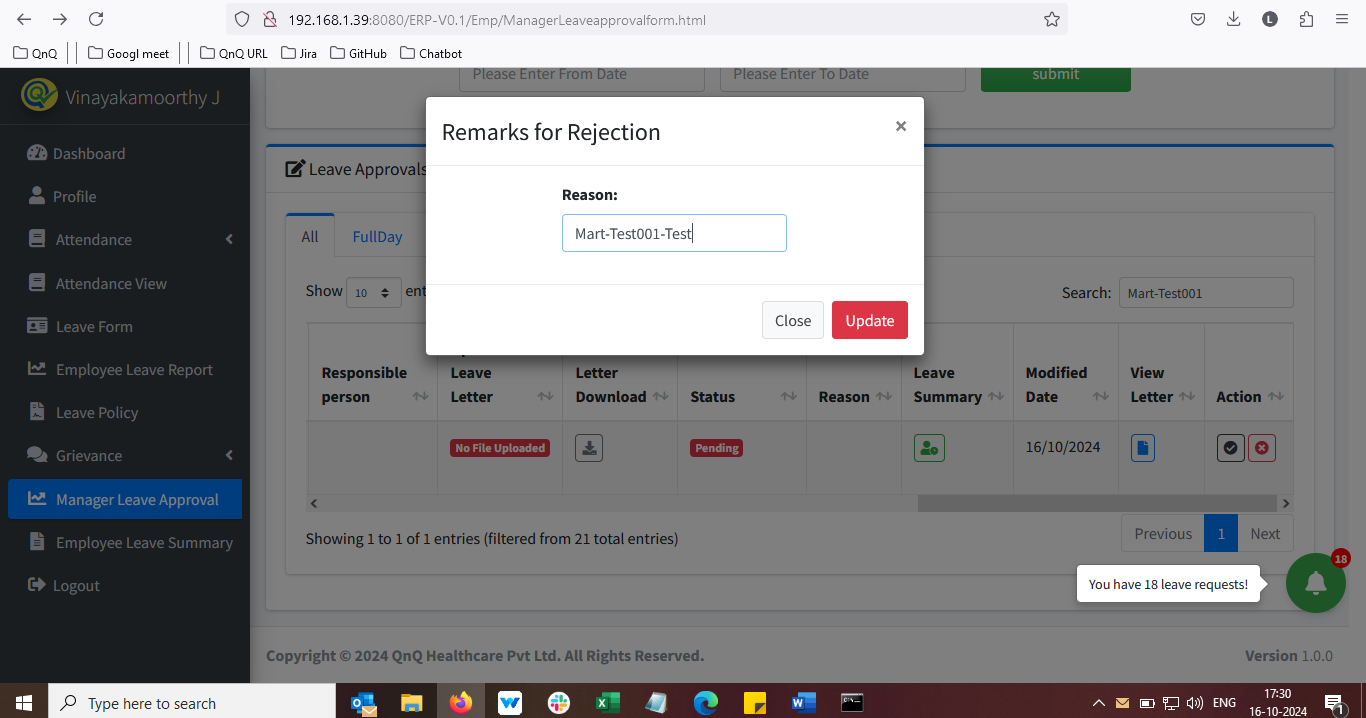 192.168.1.39:8080/ERP-V0.1/Emp/ManagerLeaveapprovalform.html
L
QnQ
Googl meet
QnQ URL
Jira
GitHub
Chatbot
Vinayakamoorthy J
Dashboard
Profile
Attendance
Attendance View
Leave Form
Employee Leave Report
Leave Policy
Grievance
Manager Leave Approval
Employee Leave Summary
Logout
Please Enter From Date
Please Enter To Date
submit
Remarks for Rejection
×
Reason:
Mart-Test001-Test
Close
Update
Leave Approvals
All
FullDay
Show 10 ent
Search: Mart-Test001
Responsible person
Leave Letter
Letter Download
Status
Reason
Leave Summary
Modified Date
View Letter
Action
No File Uploaded
Pending
16/10/2024
Showing 1 to 1 of 1 entries (filtered from 21 total entries)
Previous
1
Next
18
You have 18 leave requests!
Copyright © 2024 QnQ Healthcare Pvt Ltd. All Rights Reserved.
Version 1.0.0
Type here to search
ENG
17:30
16-10-2024
1